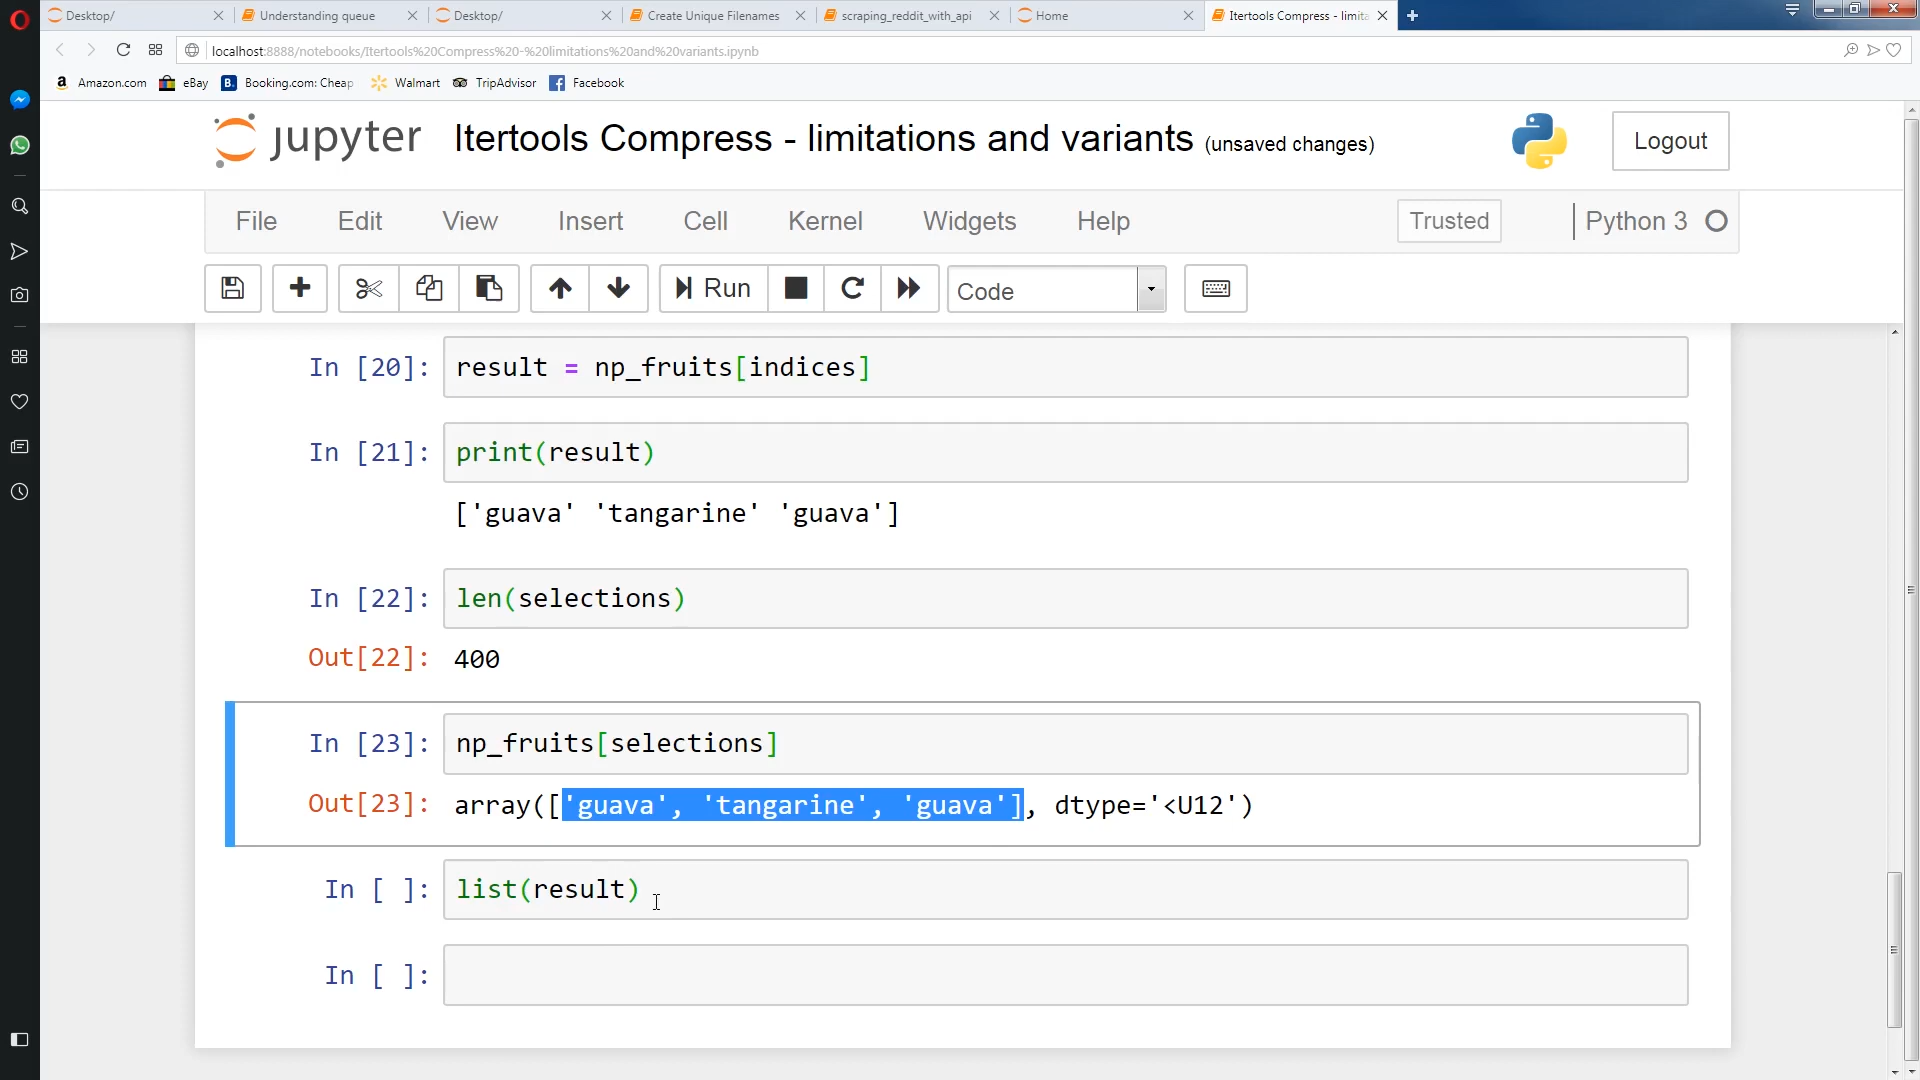 Desktop/
Understanding queue
Desktop/
Create Unique Filenames
scraping_reddit_with_api
Home
Itertools Compress - limita
localhost:8888/notebooks/Itertools%20Compress%20-%20limitations%20and%20variants.ipynb
Amazon.com
eBay
Booking.com: Cheap
Walmart
TripAdvisor
Facebook
jupyter
Itertools Compress - limitations and variants (unsaved changes)
Logout
File
Edit
View
Insert
Cell
Kernel
Widgets
Help
Trusted
Python 3
Run
Code
In [20]: result = np_fruits[indices]
In [21]: print(result)
['guava' 'tangarine' 'guava']
In [22]: len(selections)
Out[22]: 400
In [23]: np_fruits[selections]
Out[23]: array(['guava', 'tangarine', 'guava'], dtype='<U12')
In [ ]: list(result)
In [ ]: